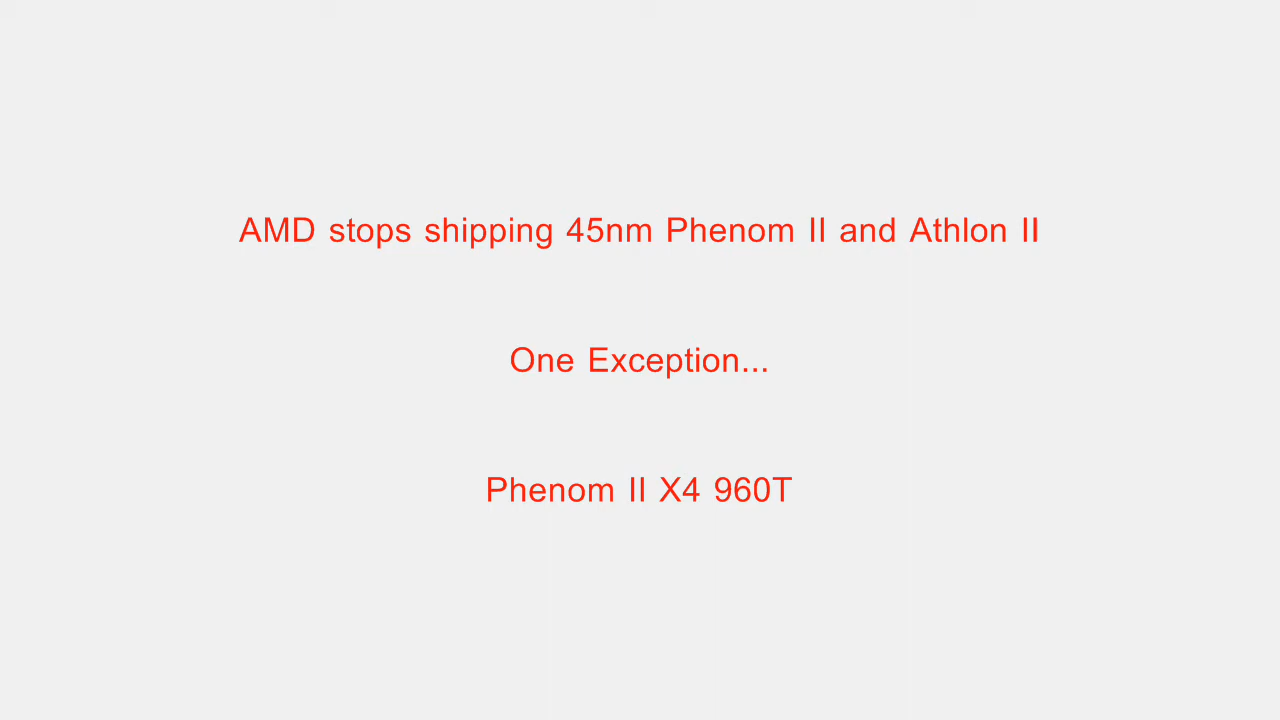 AMD stops shipping 45nm Phenom II and Athlon II
One Exception...
Phenom II X4 960T